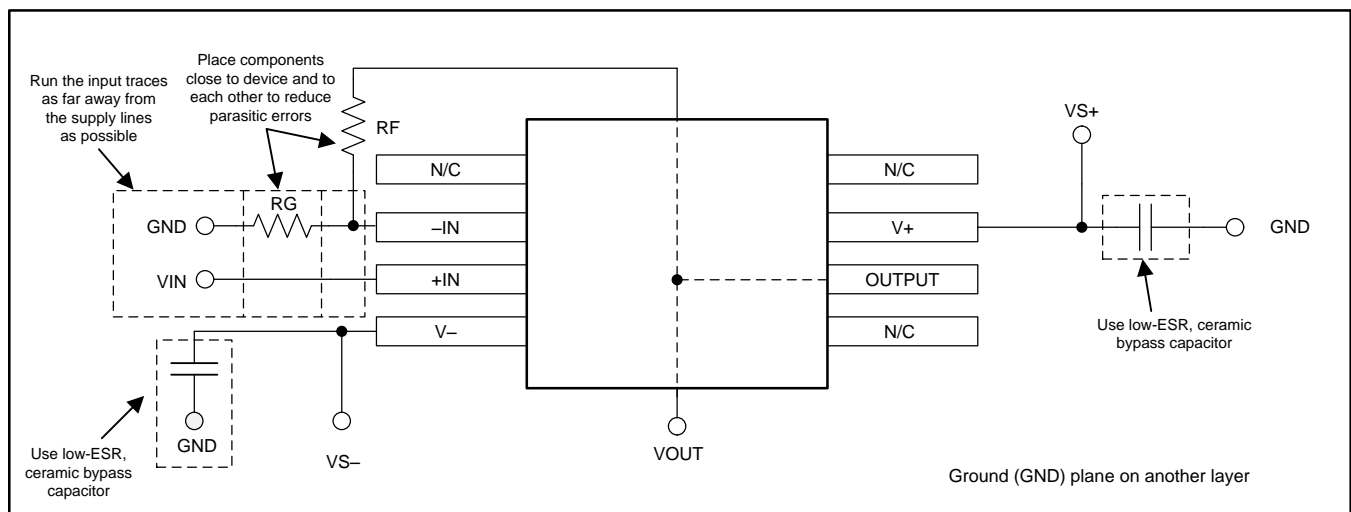 Place components
close to device and to
each other to reduce
parasitic errors
Run the input traces
as far away from
the supply lines
as possible
RF
VS+
N/C
N/C
RG
GND
–IN
V+
GND
VIN
+IN
OUTPUT
V–
N/C
Use low-ESR, ceramic
bypass capacitor
GND
Use low-ESR,
ceramic bypass
capacitor
VS–
VOUT
Ground (GND) plane on another layer